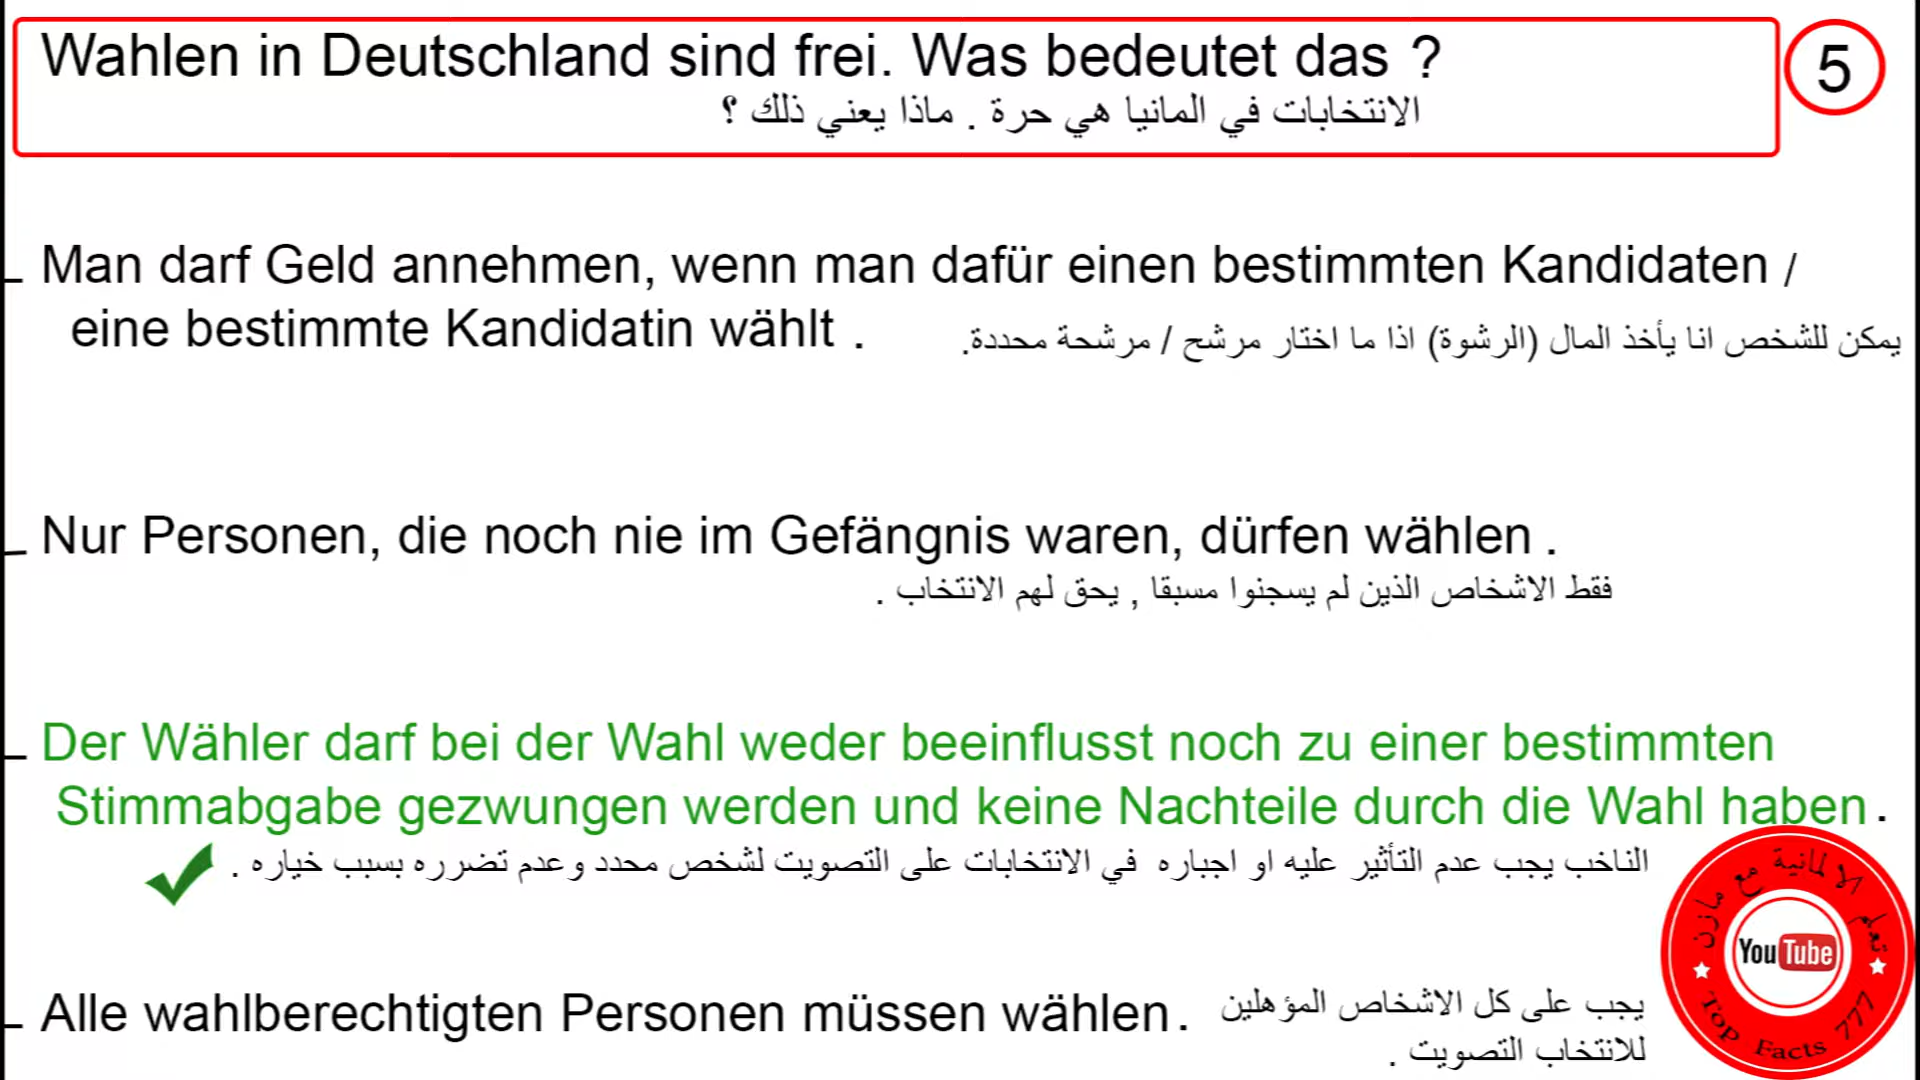 Wahlen in Deutschland sind frei. Was bedeutet das ?
5
الانتخابات في المانيا هي حرة . ماذا يعني ذلك ؟
Man darf Geld annehmen, wenn man dafür einen bestimmten Kandidaten /
eine bestimmte Kandidatin wählt .
يمكن للشخص انا يأخذ المال (الرشوة) اذا ما اختار مرشح / مرشحة محددة.
Nur Personen, die noch nie im Gefängnis waren, dürfen wählen .
فقط الاشخاص الذين لم يسجنوا مسبقا , يحق لهم الانتخاب .
Der Wähler darf bei der Wahl weder beeinflusst noch zu einer bestimmten
Stimmabgabe gezwungen werden und keine Nachteile durch die Wahl haben.
الناخب يجب عدم التأثير عليه او اجباره في الانتخابات على التصويت لشخص محدد وعدم تضرره بسبب خياره .
Alle wahlberechtigten Personen müssen wählen.
يجب على كل الاشخاص المؤهلين
للانتخاب التصويت .
تعلم الالمانية مع مازن
YouTube
Top Facts 777